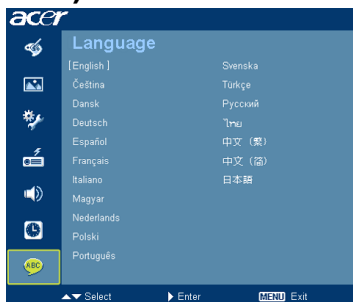 acer
Language
[English]
Čeština
Dansk
Deutsch
Español
Français
Italiano
Magyar
Nederlands
Polski
Português
Svenska
Türkçe
Русский
ไทย
中文 (繁)
中文 (简)
日本語
ABC
Select
Enter
MENU Exit